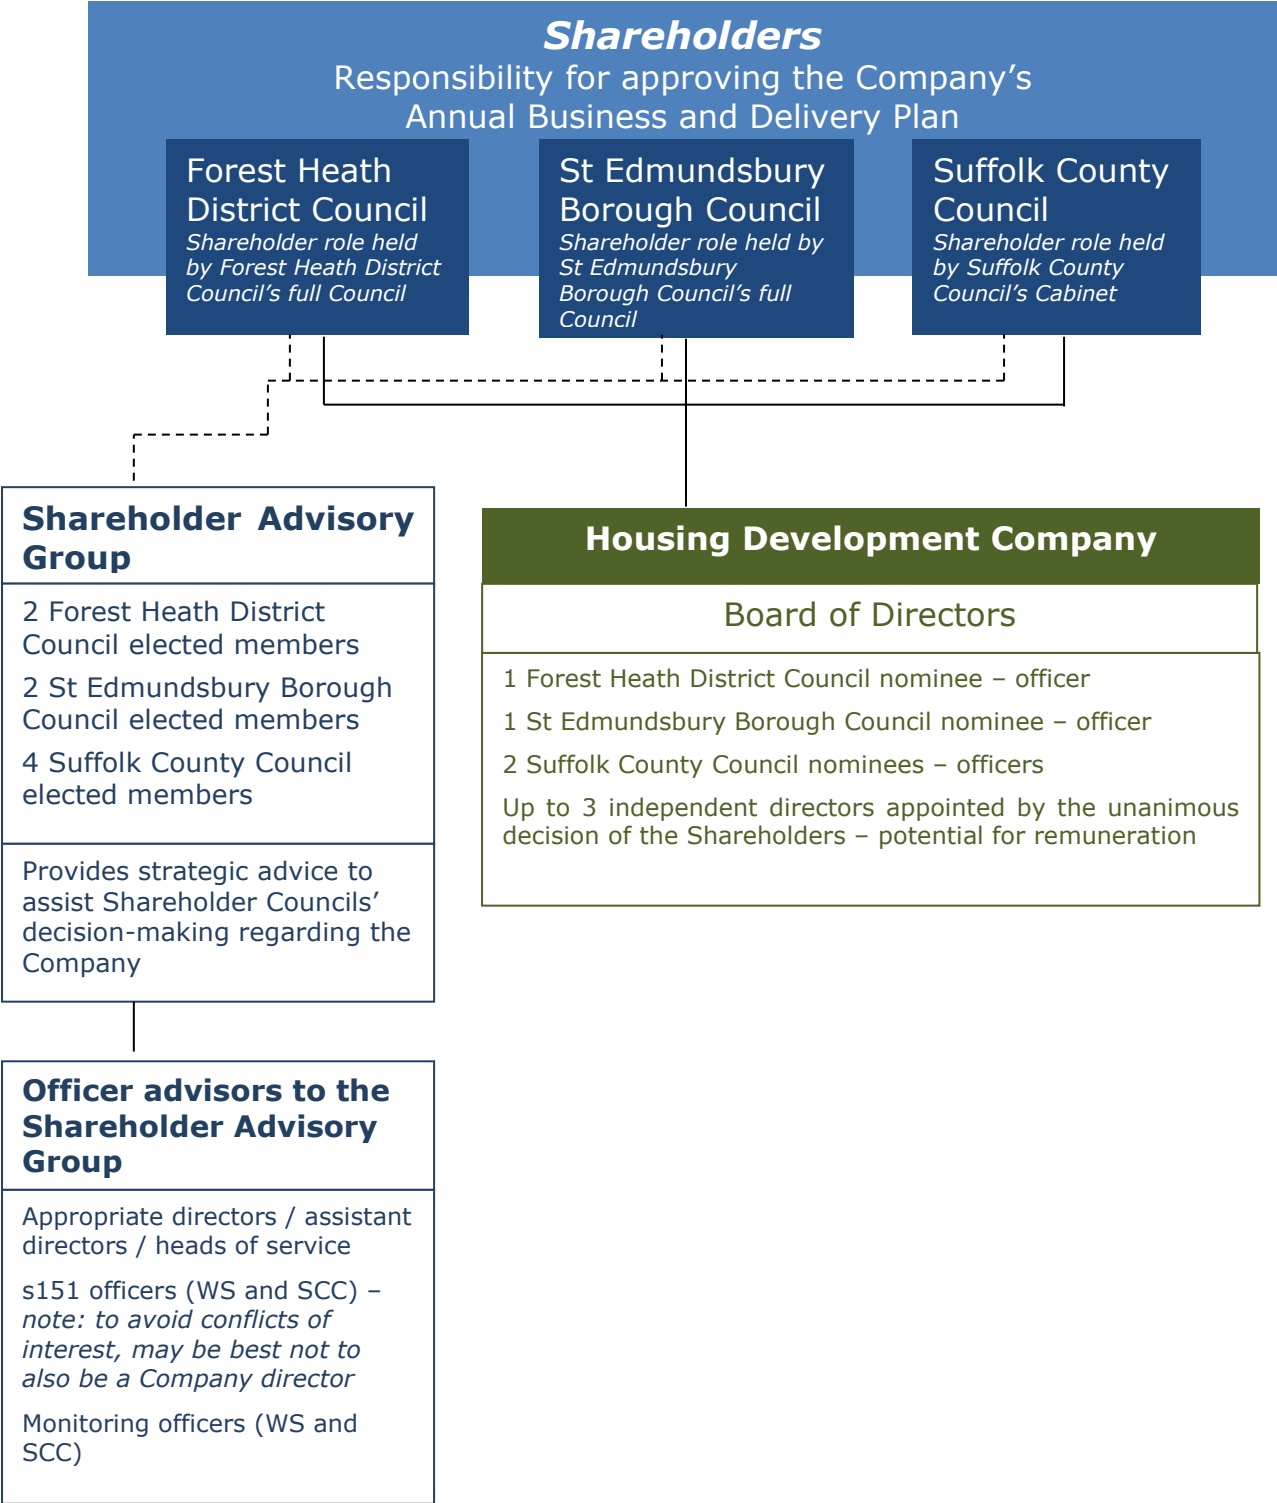 Shareholders
Responsibility for approving the Company’s
Annual Business and Delivery Plan
Forest Heath
District Council
Shareholder role held
by Forest Heath District
Council’s full Council
St Edmundsbury
Borough Council
Shareholder role held by
St Edmundsbury
Borough Council’s full
Council
Suffolk County
Council
Shareholder role held
by Suffolk County
Council’s Cabinet
Shareholder Advisory
Group
2 Forest Heath District
Council elected members
2 St Edmundsbury Borough
Council elected members
4 Suffolk County Council
elected members
Provides strategic advice to
assist Shareholder Councils’
decision-making regarding the
Company
Housing Development Company
Board of Directors
1 Forest Heath District Council nominee – officer
1 St Edmundsbury Borough Council nominee – officer
2 Suffolk County Council nominees – officers
Up to 3 independent directors appointed by the unanimous
decision of the Shareholders – potential for remuneration
Officer advisors to the
Shareholder Advisory
Group
Appropriate directors / assistant
directors / heads of service
s151 officers (WS and SCC) –
note: to avoid conflicts of
interest, may be best not to
also be a Company director
Monitoring officers (WS and
SCC)